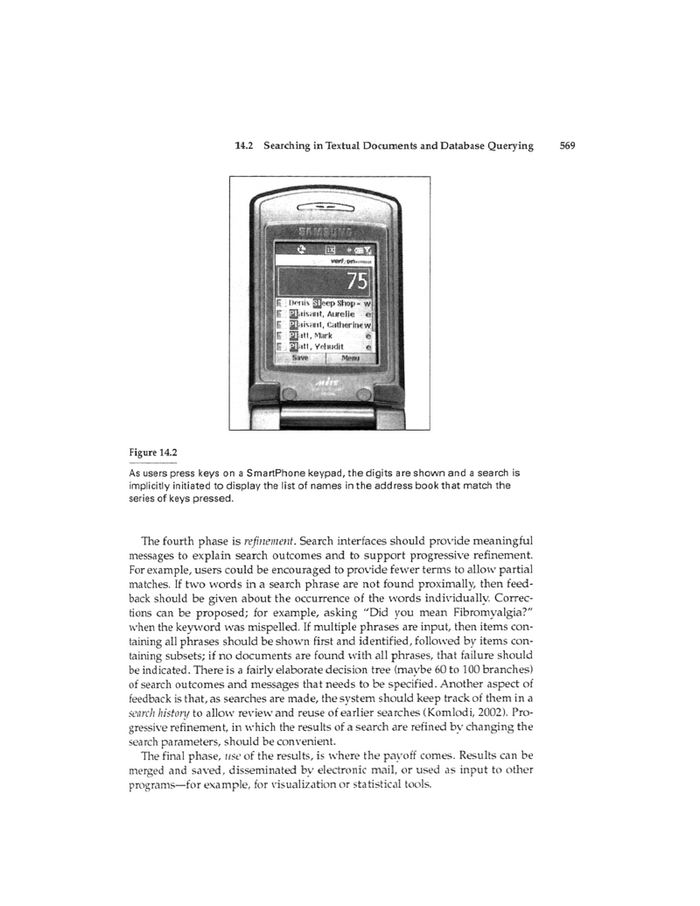 14.2 Searching in Textual Documents and Database Querying 569
SAMSUNG
75
Denis Sleep Shop - w
Plaisant, Aurelie e
Plaisant, Catherine w
Platt, Mark e
Platt, Yehudit e
Save Menu
Figure 14.2
As users press keys on a SmartPhone keypad, the digits are shown and a search is
implicitly initiated to display the list of names in the address book that match the
series of keys pressed.
The fourth phase is refinement. Search interfaces should provide meaningful
messages to explain search outcomes and to support progressive refinement.
For example, users could be encouraged to provide fewer terms to allow partial
matches. If two words in a search phrase are not found proximally, then feed-
back should be given about the occurrence of the words individually. Correc-
tions can be proposed; for example, asking "Did you mean Fibromyalgia?"
when the keyword was mispelled. If multiple phrases are input, then items con-
taining all phrases should be shown first and identified, followed by items con-
taining subsets; if no documents are found with all phrases, that failure should
be indicated. There is a fairly elaborate decision tree (maybe 60 to 100 branches)
of search outcomes and messages that needs to be specified. Another aspect of
feedback is that, as searches are made, the system should keep track of them in a
search history to allow review and reuse of earlier searches (Komlodi, 2002). Pro-
gressive refinement, in which the results of a search are refined by changing the
search parameters, should be convenient.
The final phase, use of the results, is where the payoff comes. Results can be
merged and saved, disseminated by electronic mail, or used as input to other
programs—for example, for visualization or statistical tools.